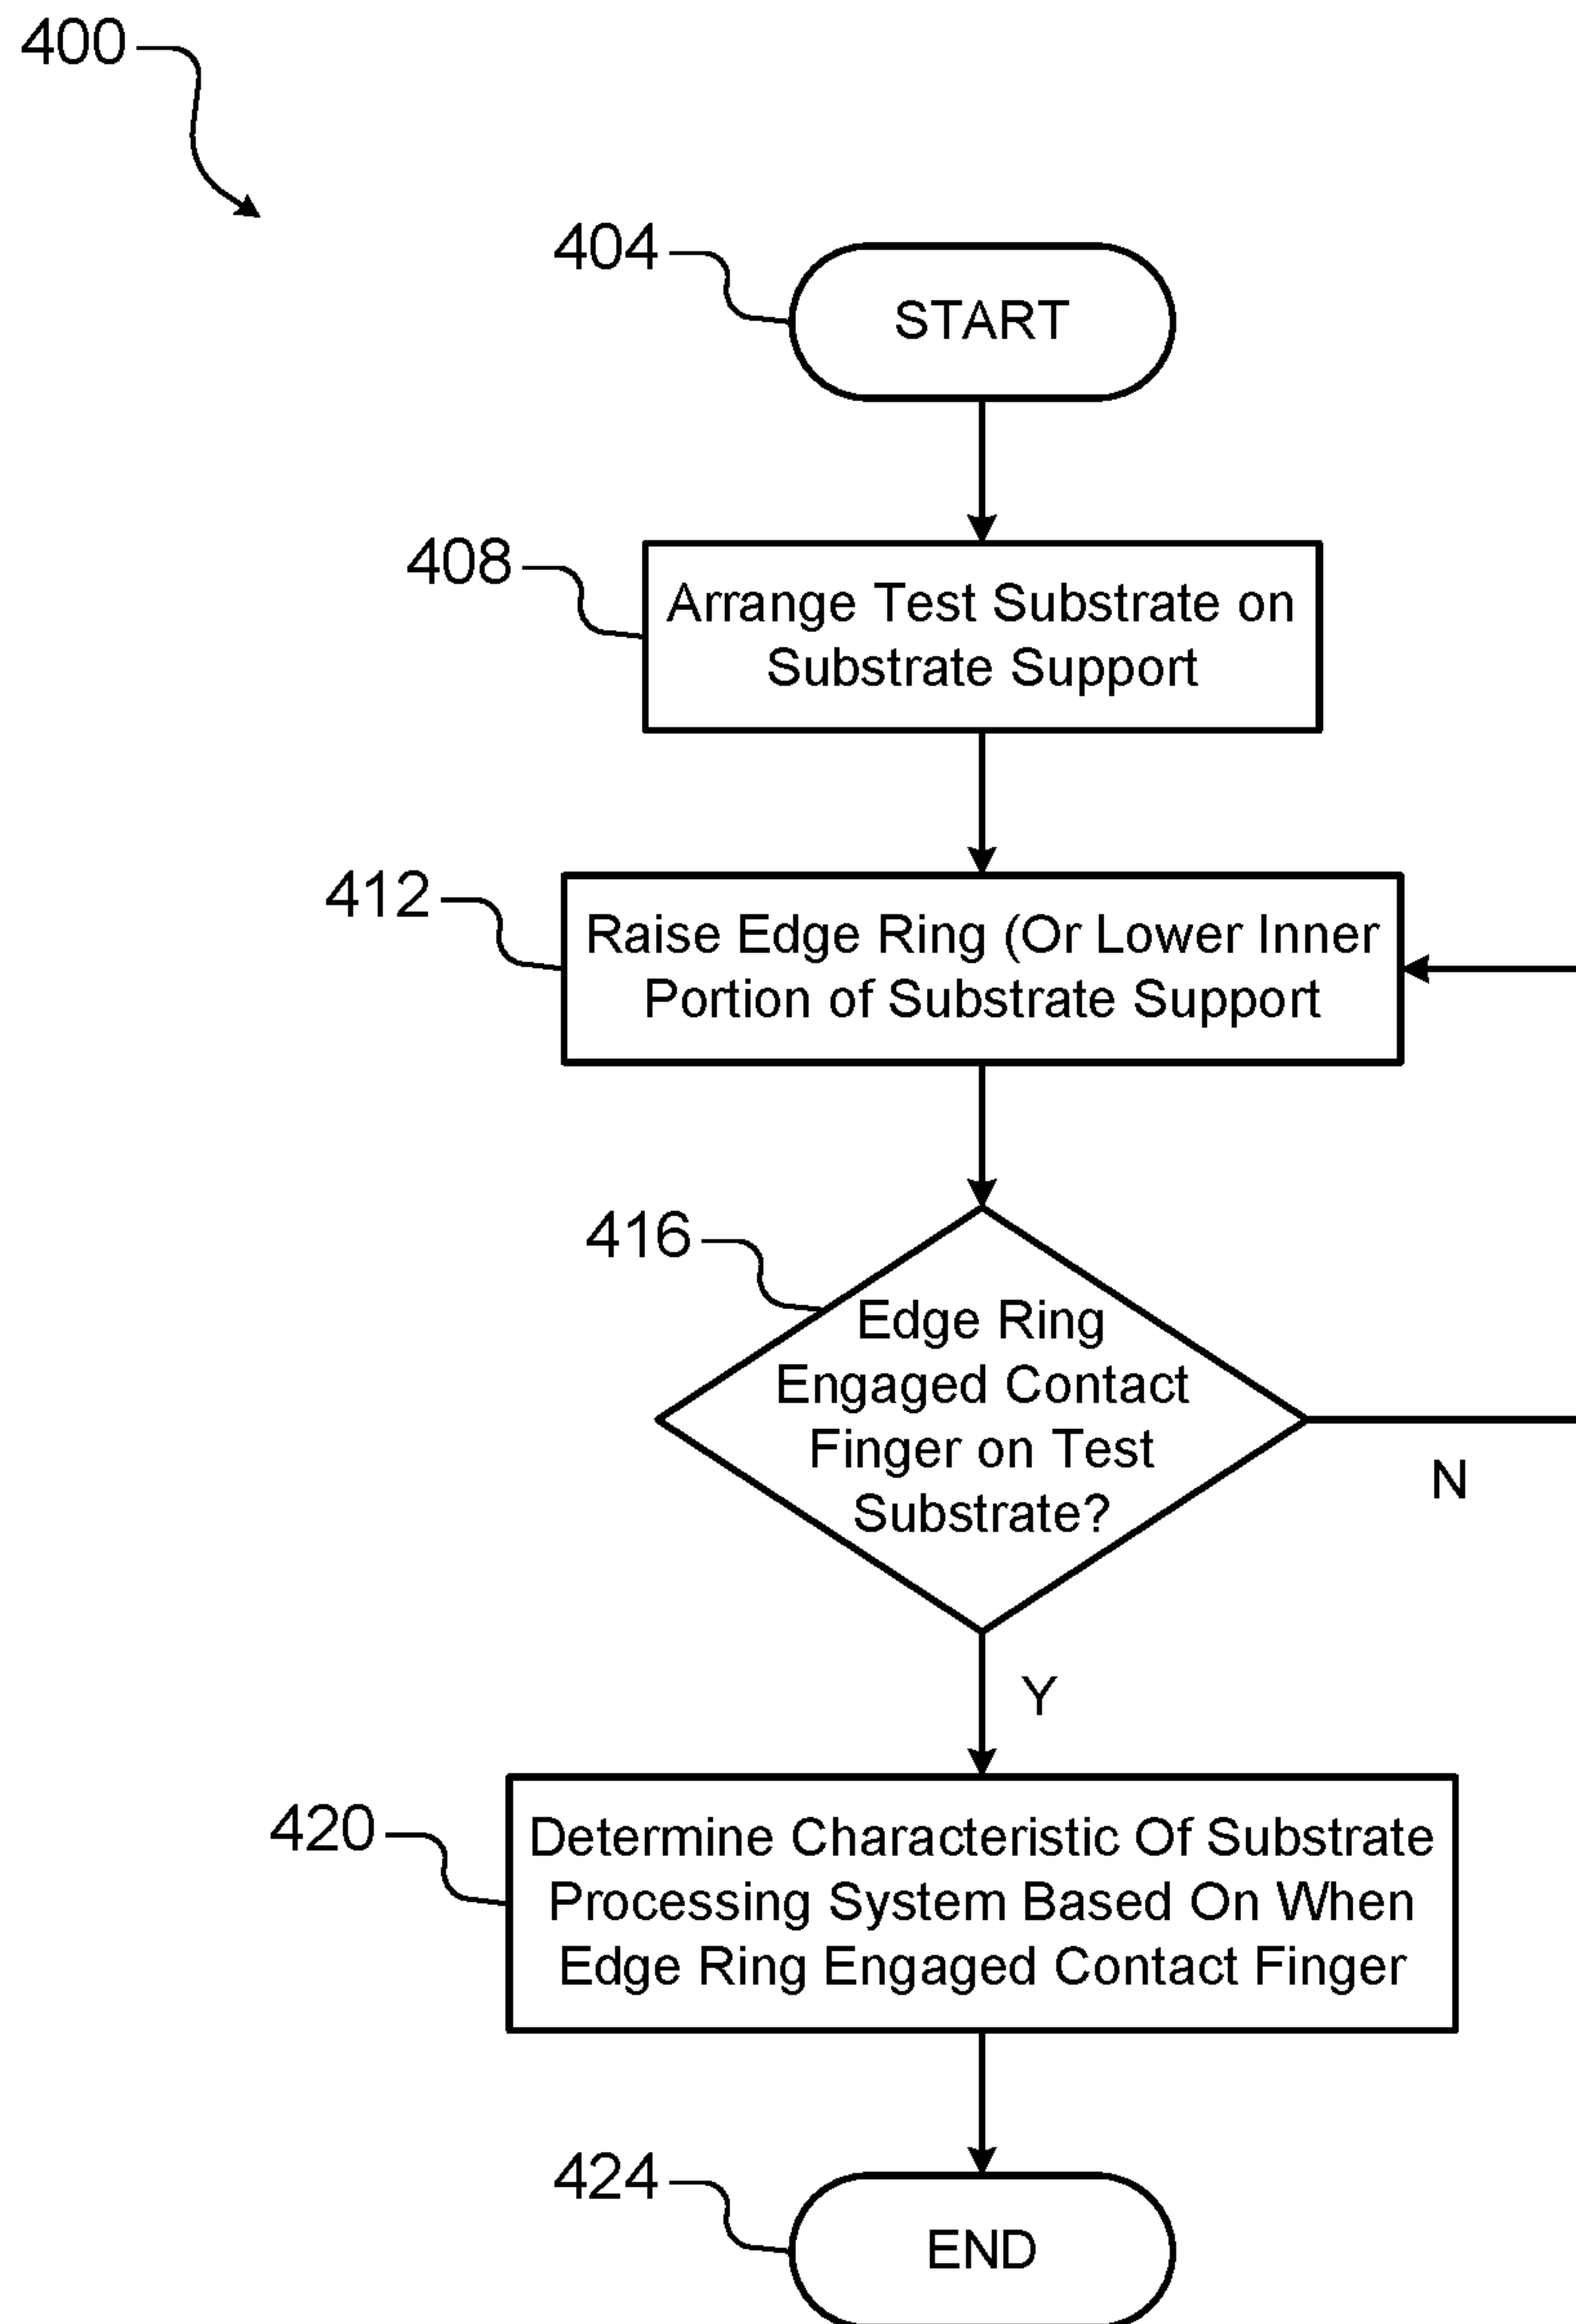 400
404
START
408
Arrange Test Substrate on
Substrate Support
412
Raise Edge Ring (Or Lower Inner
Portion of Substrate Support
416
Edge Ring
Engaged Contact
Finger on Test
Substrate?
N
Y
420
Determine Characteristic Of Substrate
Processing System Based On When
Edge Ring Engaged Contact Finger
424
END